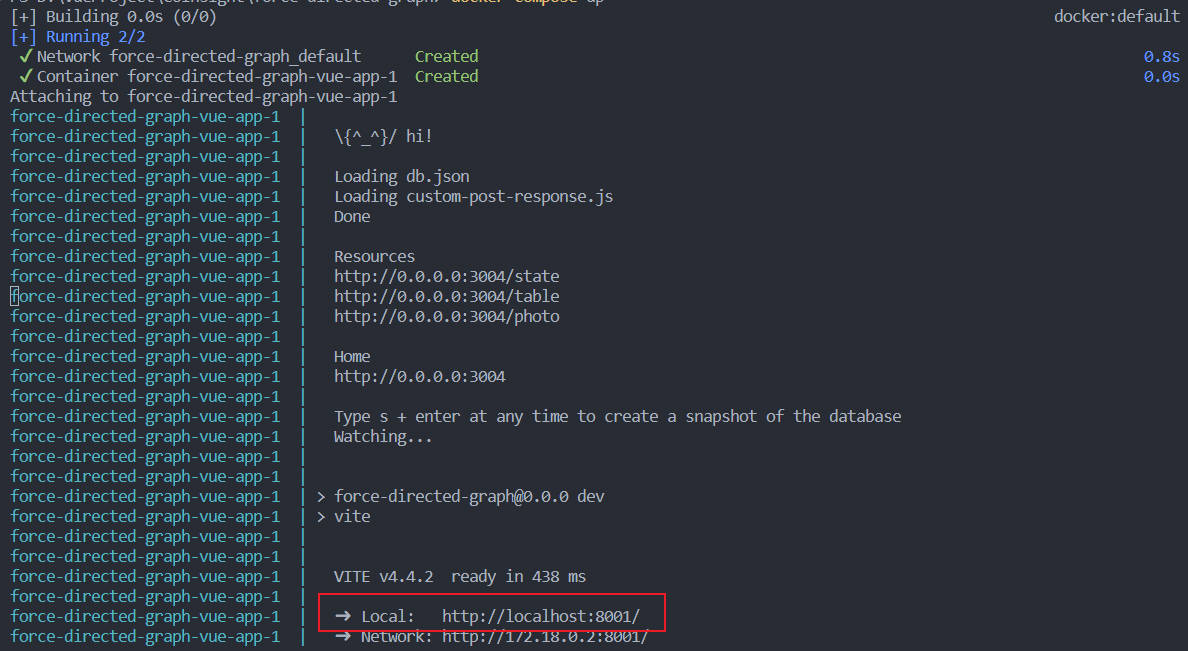 [+] Building 0.0s (0/0) docker:default
[+] Running 2/2
✓ Network force-directed-graph_default Created 0.8s
✓ Container force-directed-graph-vue-app-1 Created 0.0s
Attaching to force-directed-graph-vue-app-1
force-directed-graph-vue-app-1 |
force-directed-graph-vue-app-1 | \{^_^}/ hi!
force-directed-graph-vue-app-1 |
force-directed-graph-vue-app-1 | Loading db.json
force-directed-graph-vue-app-1 | Loading custom-post-response.js
force-directed-graph-vue-app-1 | Done
force-directed-graph-vue-app-1 |
force-directed-graph-vue-app-1 | Resources
force-directed-graph-vue-app-1 | http://0.0.0.0:3004/state
force-directed-graph-vue-app-1 | http://0.0.0.0:3004/table
force-directed-graph-vue-app-1 | http://0.0.0.0:3004/photo
force-directed-graph-vue-app-1 |
force-directed-graph-vue-app-1 | Home
force-directed-graph-vue-app-1 | http://0.0.0.0:3004
force-directed-graph-vue-app-1 |
force-directed-graph-vue-app-1 | Type s + enter at any time to create a snapshot of the database
force-directed-graph-vue-app-1 | Watching...
force-directed-graph-vue-app-1 |
force-directed-graph-vue-app-1 |
force-directed-graph-vue-app-1 | > force-directed-graph@0.0.0 dev
force-directed-graph-vue-app-1 | > vite
force-directed-graph-vue-app-1 |
force-directed-graph-vue-app-1 |
force-directed-graph-vue-app-1 | VITE v4.4.2 ready in 438 ms
force-directed-graph-vue-app-1 |
force-directed-graph-vue-app-1 | ➜ Local: http://localhost:8001/
force-directed-graph-vue-app-1 | ➜ Network: http://172.18.0.2:8001/